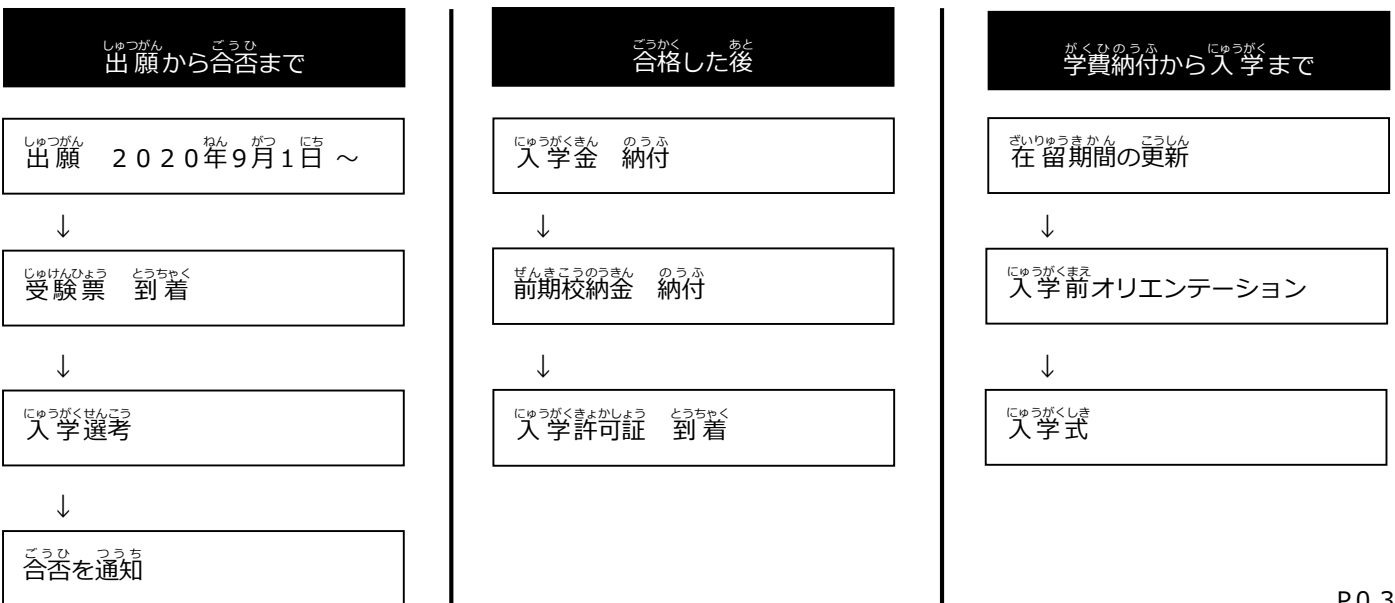 出願から合否まで
出願　２０２０年9月1日 ～
↓
受験票　到着
↓
入学選考
↓
合否を通知
合格した後
入学金　納付
↓
前期校納金　納付
↓
入学許可証　到着
学費納付から入学まで
在留期間の更新
↓
入学前オリエンテーション
↓
入学式
P0 3